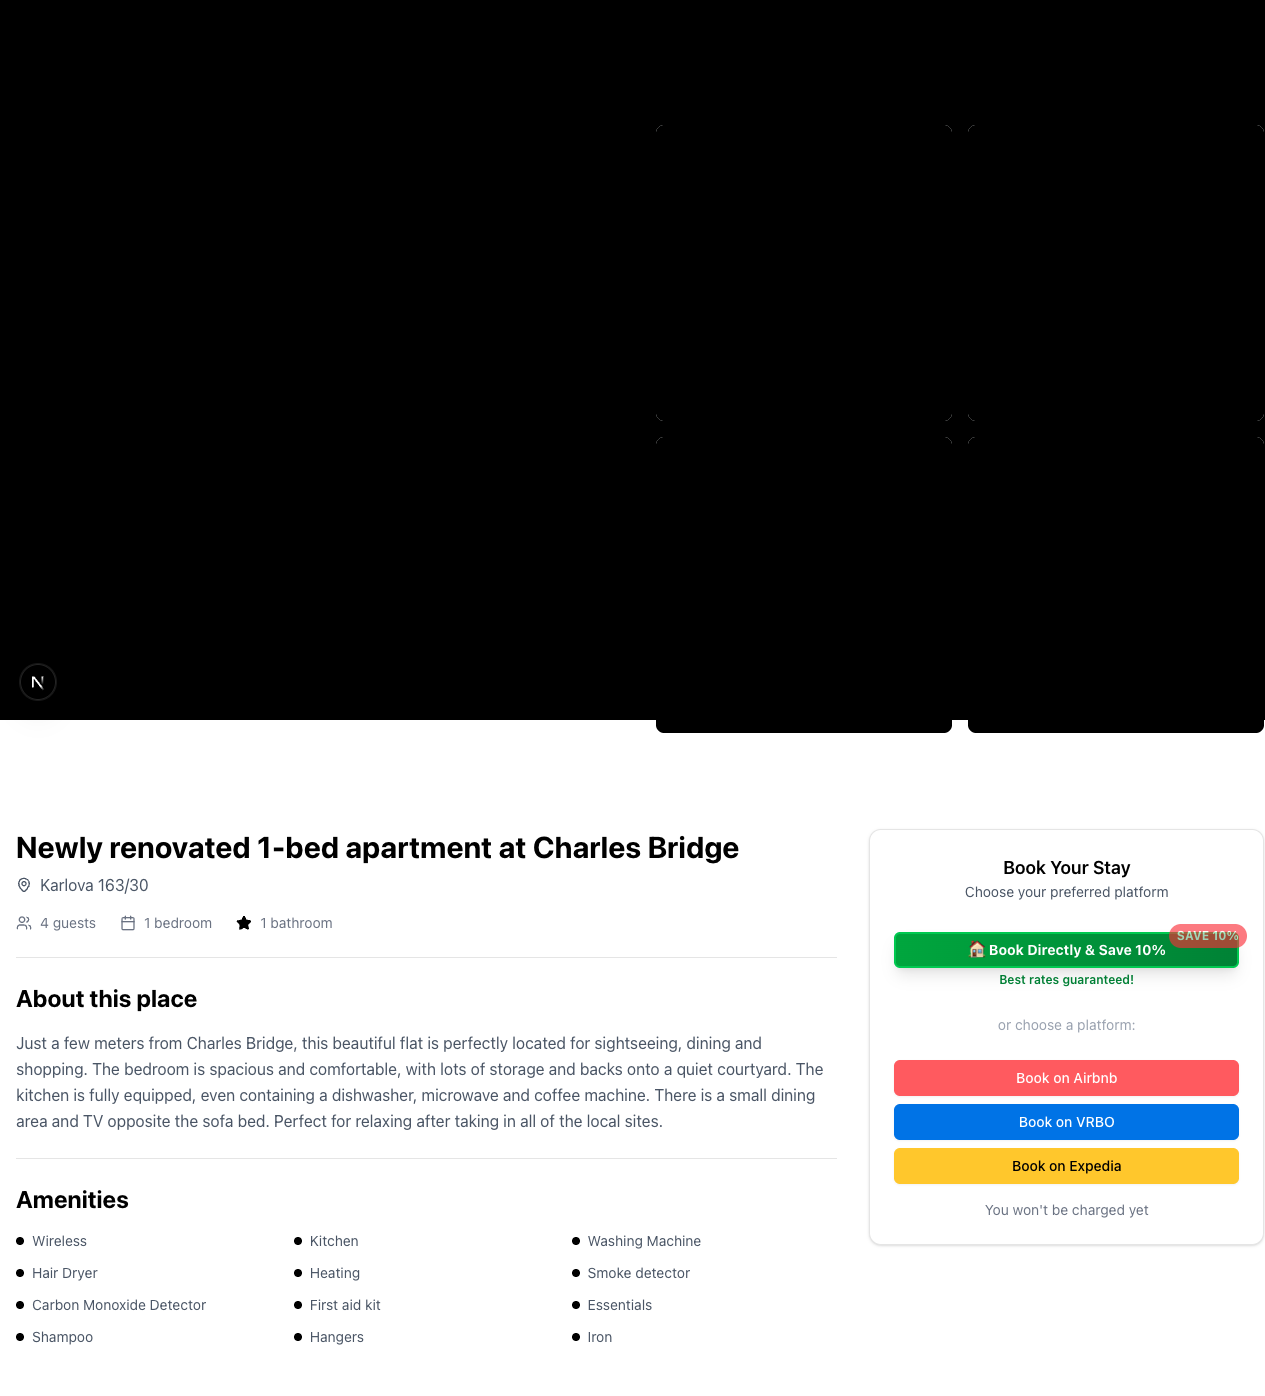 N
Newly renovated 1-bed apartment at Charles Bridge
Karlova 163/30
4 guests 1 bedroom 1 bathroom
About this place
Just a few meters from Charles Bridge, this beautiful flat is perfectly located for sightseeing, dining and
shopping. The bedroom is spacious and comfortable, with lots of storage and backs onto a quiet courtyard. The
kitchen is fully equipped, even containing a dishwasher, microwave and coffee machine. There is a small dining
area and TV opposite the sofa bed. Perfect for relaxing after taking in all of the local sites.
Amenities
Wireless Kitchen Washing Machine
Hair Dryer Heating Smoke detector
Carbon Monoxide Detector First aid kit Essentials
Shampoo Hangers Iron
Book Your Stay
Choose your preferred platform
SAVE 10%
🏠 Book Directly & Save 10%
Best rates guaranteed!
or choose a platform:
Book on Airbnb
Book on VRBO
Book on Expedia
You won't be charged yet